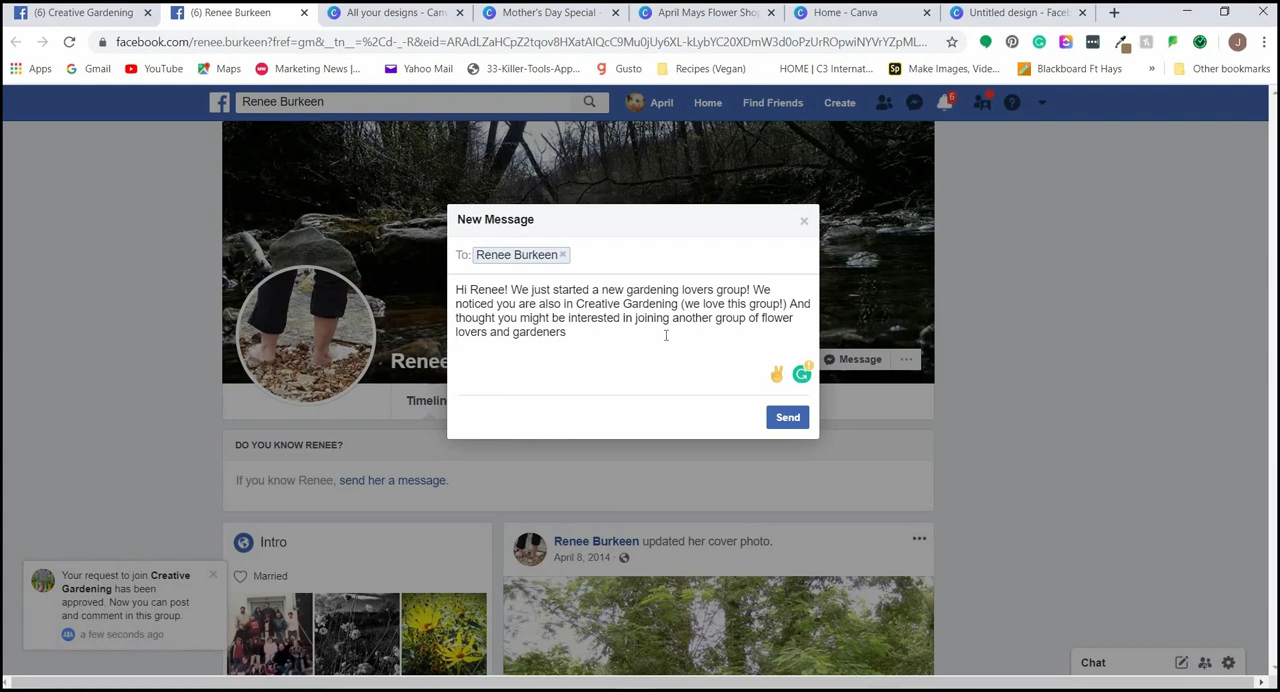 (6) Creative Gardening
(6) Renee Burkeen
All your designs - Can
Mother's Day Special -
April Mays Flower Sho
Home - Canva
Untitled design - Face
facebook.com/renee.burkeen?fref=gm&__tn__=%2Cd-_-R&eid=ARAdLZaHCpZ2tqov8HXatAIQcC9Mu0jUy6XL-kLybYC20XDmW3d0oPzUrROpwiNYVrYZpML...
Apps
Gmail
YouTube
Maps
Marketing News |...
Yahoo Mail
33-Killer-Tools-App...
Gusto
Recipes (Vegan)
HOME | C3 Internat...
Make Images, Vide...
Blackboard Ft Hays
»
Other bookmarks
Renee Burkeen
April
Home
Find Friends
Create
New Message
To: Renee Burkeen
Hi Renee! We just started a new gardening lovers group! We
noticed you are also in Creative Gardening (we love this group!) And
thought you might be interested in joining another group of flower
lovers and gardeners
Send
Renee
Message
Timelin
DO YOU KNOW RENEE?
If you know Renee, send her a message.
Intro
Married
Renee Burkeen updated her cover photo.
April 8, 2014
Your request to join Creative
Gardening has been
approved. Now you can post
and comment in this group.
a few seconds ago
Chat